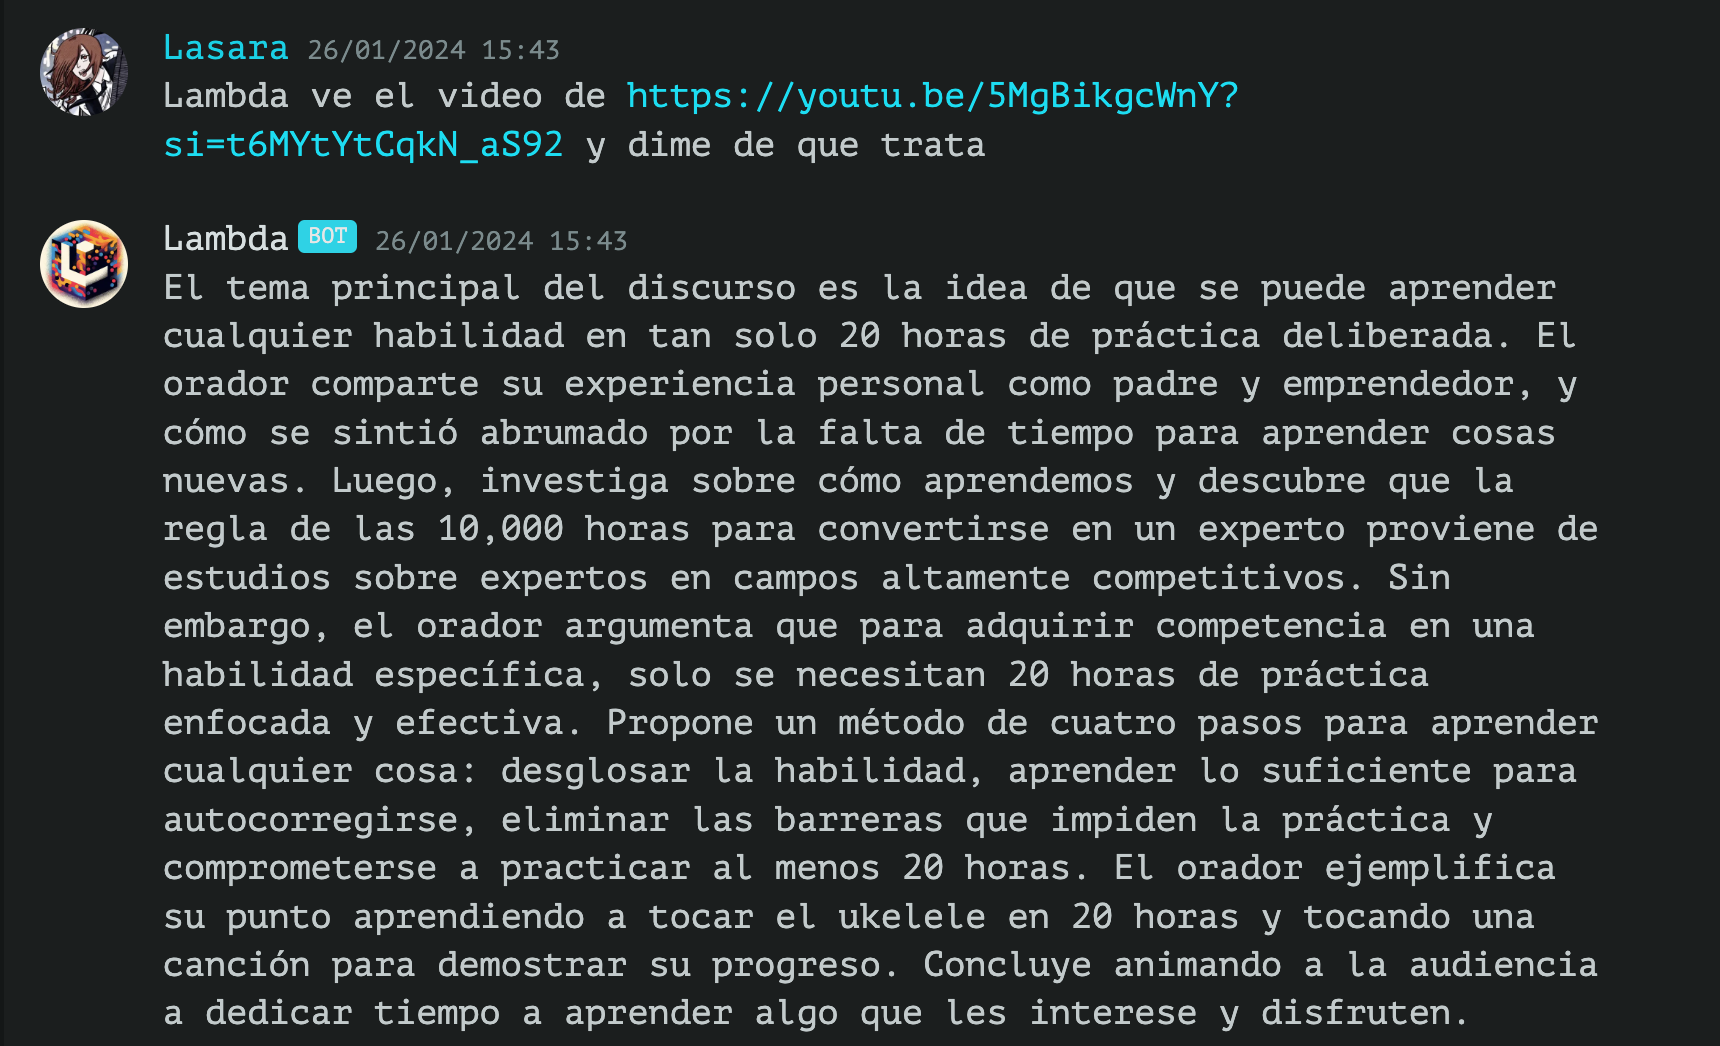 Lasara 26/01/2024 15:43
Lambda ve el video de https://youtu.be/5MgBikgcWnY?
si=t6MYtYtCqkN_aS92 y dime de que trata
Lambda BOT 26/01/2024 15:43
El tema principal del discurso es la idea de que se puede aprender
cualquier habilidad en tan solo 20 horas de práctica deliberada. El
orador comparte su experiencia personal como padre y emprendedor, y
cómo se sintió abrumado por la falta de tiempo para aprender cosas
nuevas. Luego, investiga sobre cómo aprendemos y descubre que la
regla de las 10,000 horas para convertirse en un experto proviene de
estudios sobre expertos en campos altamente competitivos. Sin
embargo, el orador argumenta que para adquirir competencia en una
habilidad específica, solo se necesitan 20 horas de práctica
enfocada y efectiva. Propone un método de cuatro pasos para aprender
cualquier cosa: desglosar la habilidad, aprender lo suficiente para
autocorregirse, eliminar las barreras que impiden la práctica y
comprometerse a practicar al menos 20 horas. El orador ejemplifica
su punto aprendiendo a tocar el ukelele en 20 horas y tocando una
canción para demostrar su progreso. Concluye animando a la audiencia
a dedicar tiempo a aprender algo que les interese y disfruten.